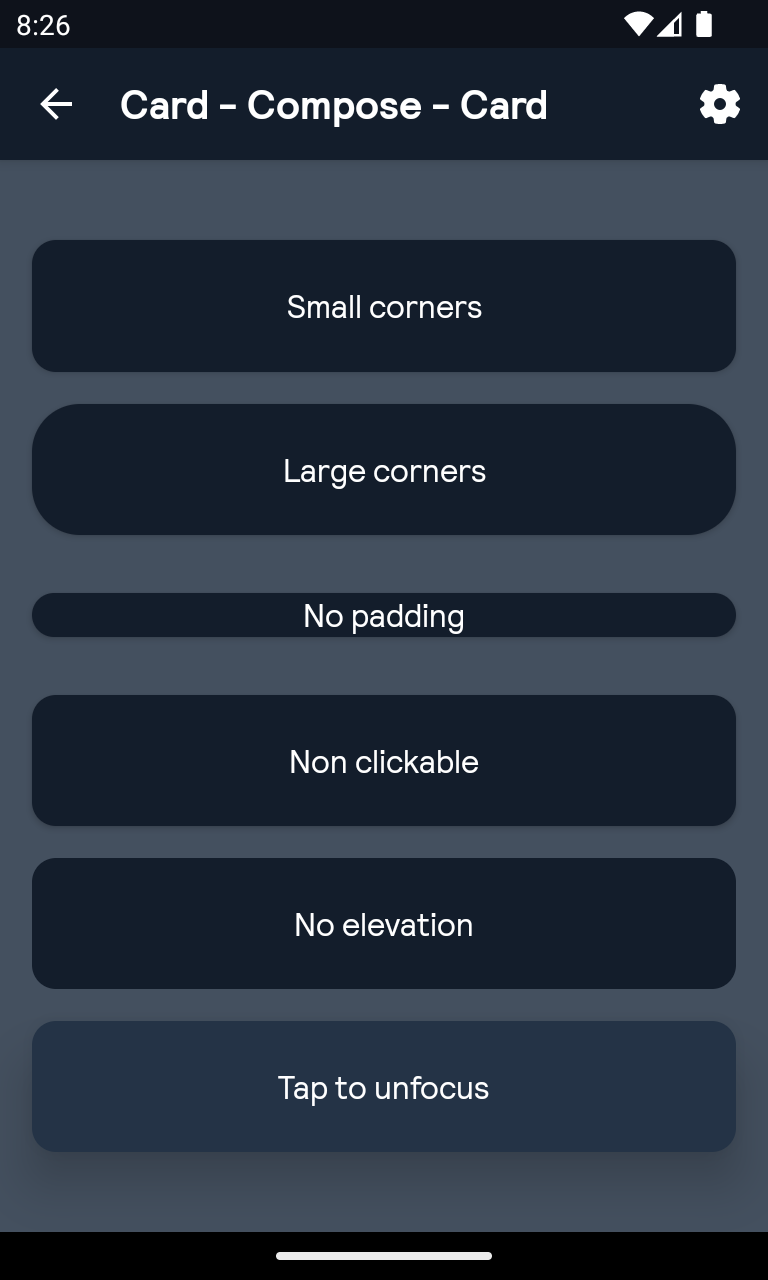 8:26
Card - Compose - Card
Small corners
Large corners
No padding
Non clickable
No elevation
Tap to unfocus